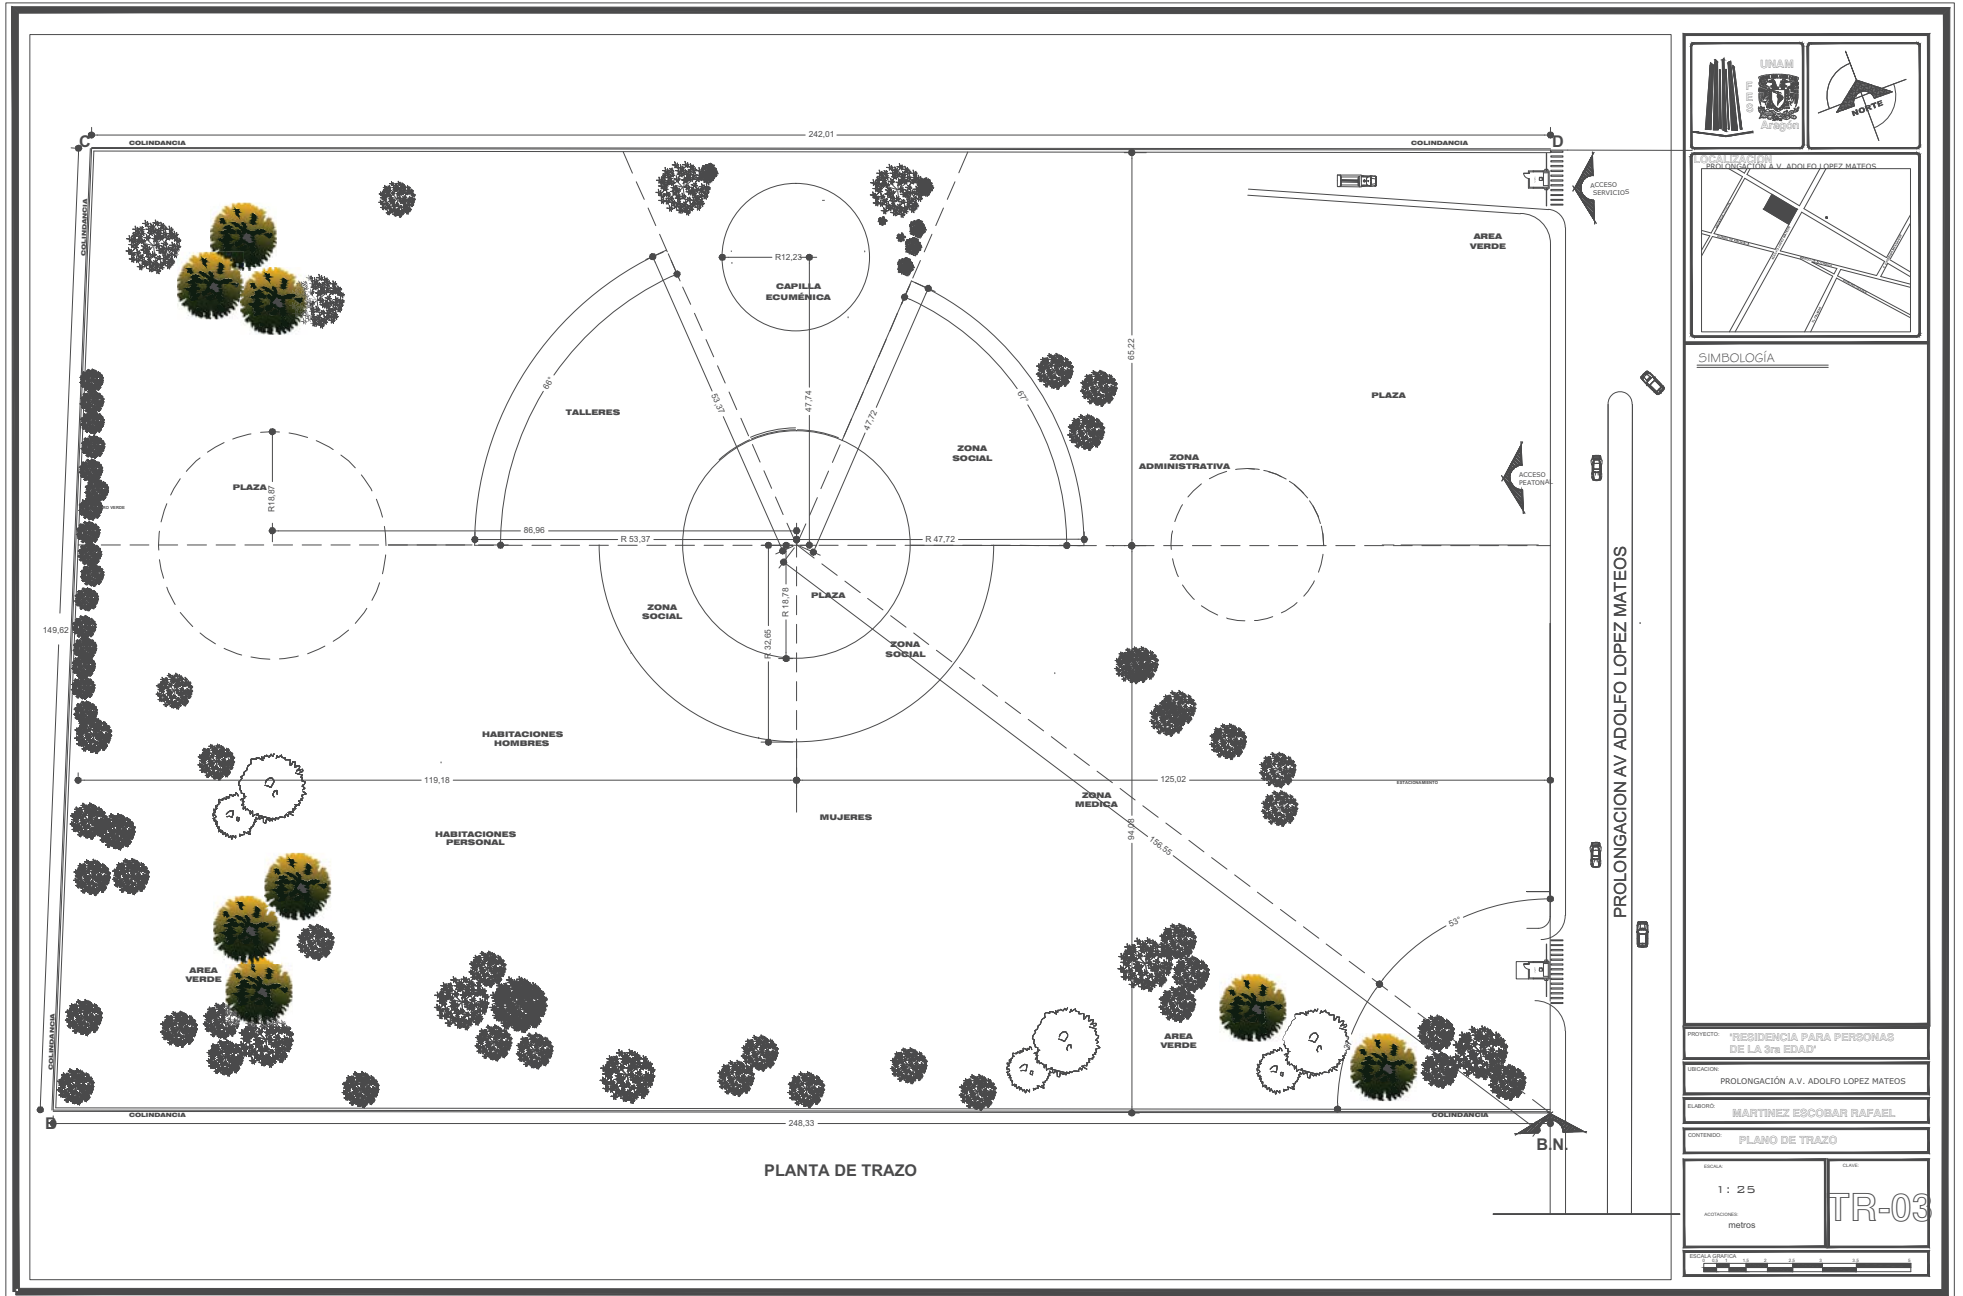 C
COLINDANCIA
242,01
COLINDANCIA
D
UNAM
Aragón
NORTE
LOCALIZACIÓN
PROLONGACIÓN A.V. ADOLFO LOPEZ MATEOS
ACCESO
SERVICIOS
AREA
VERDE
COLINDANCIA
R12,23
CAPILLA
ECUMÉNICA
SIMBOLOGÍA
65,22
66°
67°
53,37
47,74
47,72
TALLERES
PLAZA
ZONA
SOCIAL
ZONA
ADMINISTRATIVA
ACCESO
PEATONAL
PLAZA
R18,87
86,96
R 53,37
R 47,72
149,62
ZONA
SOCIAL
R 18,78
R 32,65
PLAZA
ZONA
SOCIAL
PROLONGACION AV ADOLFO LOPEZ MATEOS
HABITACIONES
HOMBRES
119,18
125,02
ESTACIONAMIENTO
ZONA
MEDICA
MUJERES
HABITACIONES
PERSONAL
94,08
156,55
53°
AREA
VERDE
AREA
VERDE
COLINDANCIA
COLINDANCIA
COLINDANCIA
B
248,33
B.N.
PLANTA DE TRAZO
PROYECTO:
"RESIDENCIA PARA PERSONAS
DE LA 3ra EDAD"
UBICACION:
PROLONGACIÓN A.V. ADOLFO LOPEZ MATEOS
ELABORÓ:
MARTINEZ ESCOBAR RAFAEL
CONTENIDO:
PLANO DE TRAZO
ESCALA:
1: 25
ACOTACIONES:
metros
CLAVE:
TR-03
ESCALA GRAFICA